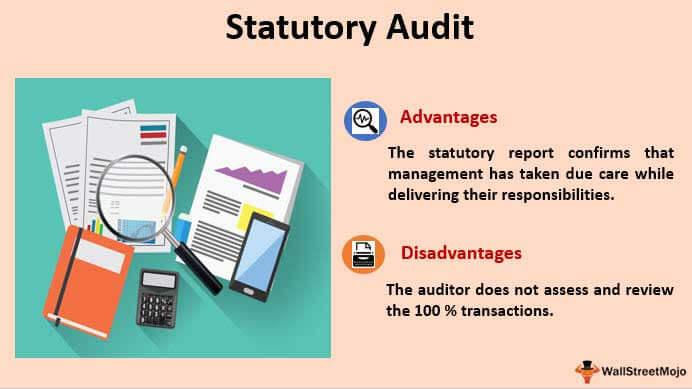 Statutory Audit
Advantages
The statutory report confirms that
management has taken due care while
delivering their responsibilities.
Disadvantages
The auditor does not assess and review
the 100 % transactions.
WallStreetMojo